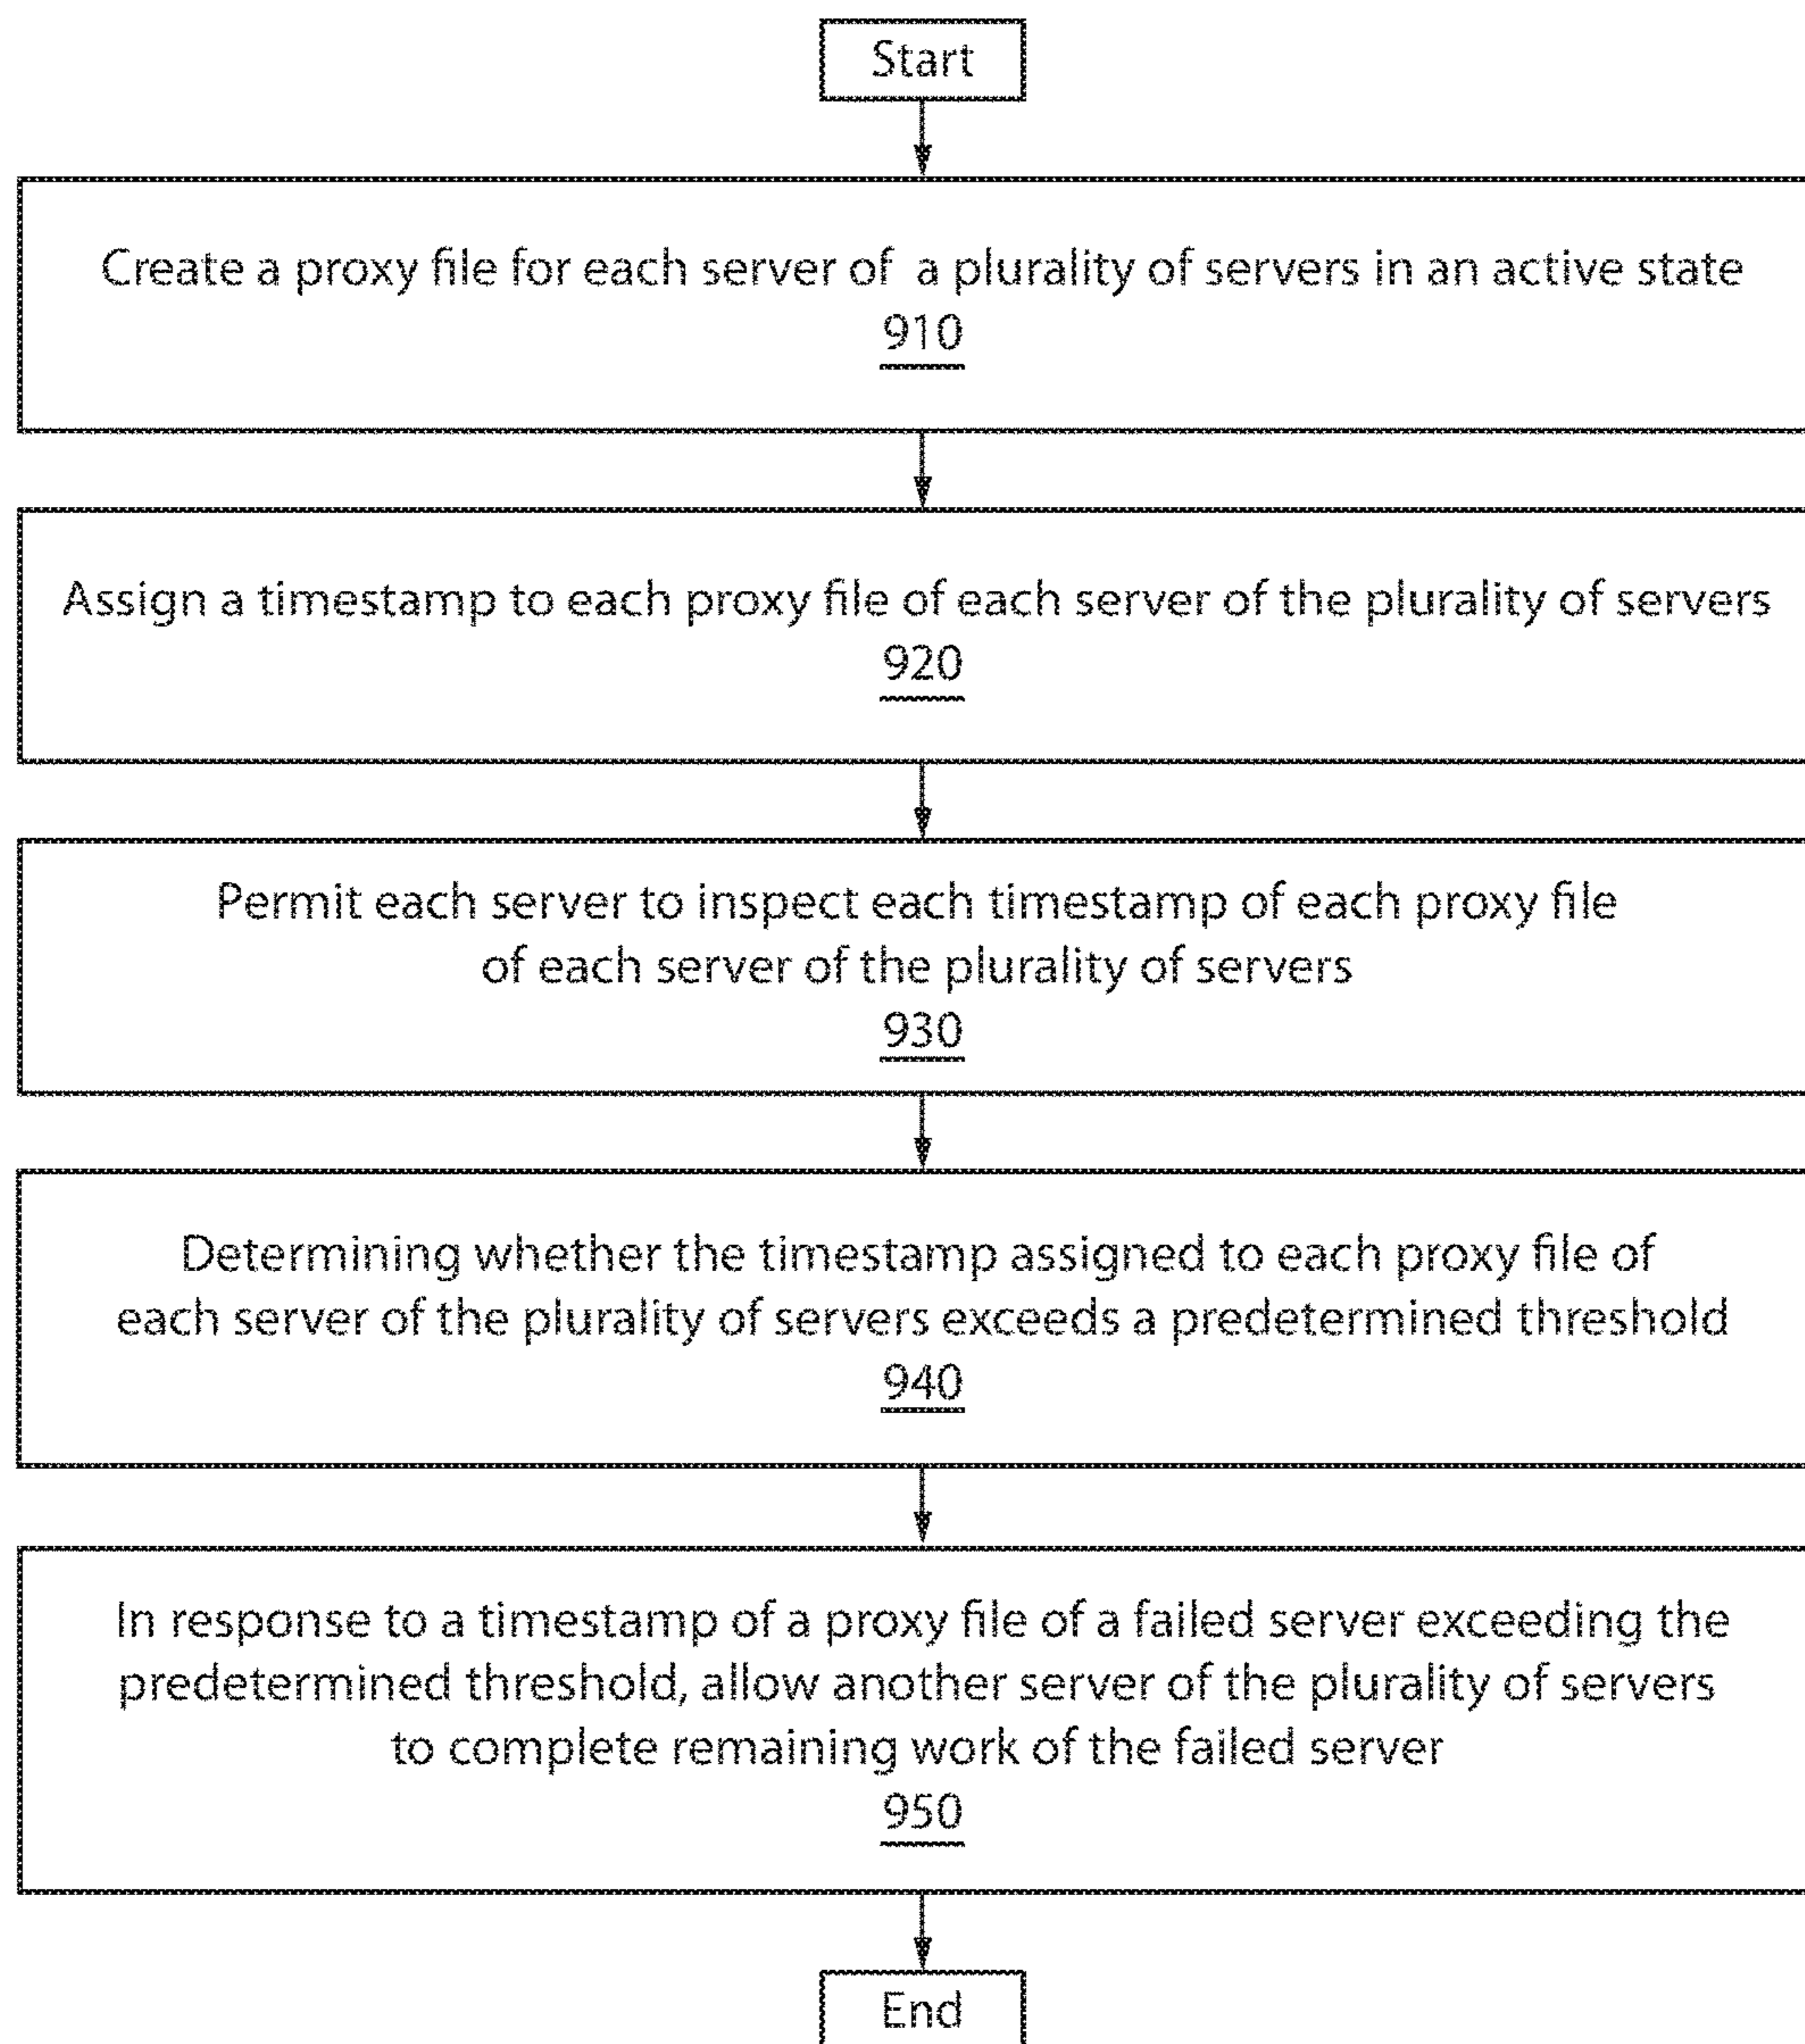 Start
Create a proxy file for each server of a plurality of servers in an active state
910
Assign a timestamp to each proxy file of each server of the plurality of servers
920
Permit each server to inspect each timestamp of each proxy file
of each server of the plurality of servers
930
Determining whether the timestamp assigned to each proxy file of
each server of the plurality of servers exceeds a predetermined threshold
940
In response to a timestamp of a proxy file of a failed server exceeding the
predetermined threshold, allow another server of the plurality of servers
to complete remaining work of the failed server
950
End